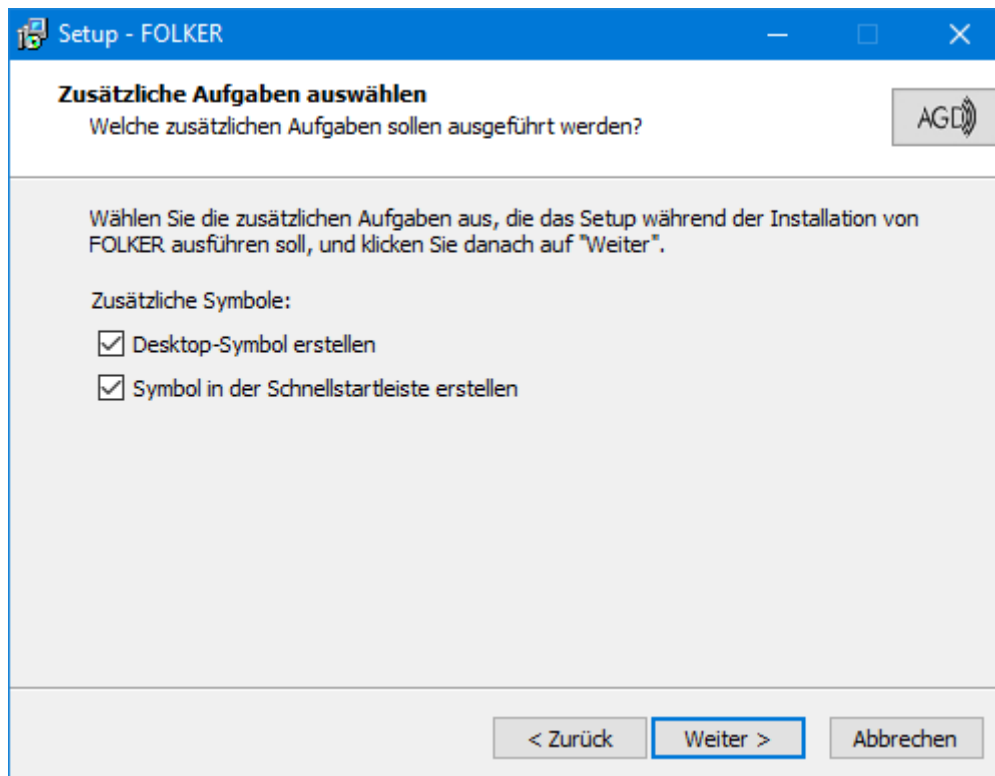 Setup - FOLKER
Zusätzliche Aufgaben auswählen
Welche zusätzlichen Aufgaben sollen ausgeführt werden?
AGD
Wählen Sie die zusätzlichen Aufgaben aus, die das Setup während der Installation von
FOLKER ausführen soll, und klicken Sie danach auf "Weiter".
Zusätzliche Symbole:
Desktop-Symbol erstellen
Symbol in der Schnellstartleiste erstellen
< Zurück
Weiter >
Abbrechen